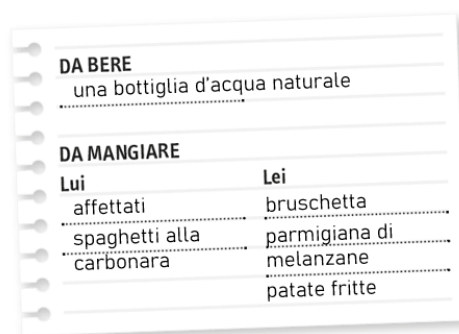 DA BERE
una bottiglia d'acqua naturale
DA MANGIARE
Lui
affettati
spaghetti alla
carbonara
Lei
bruschetta
parmigiana di
melanzane
patate fritte